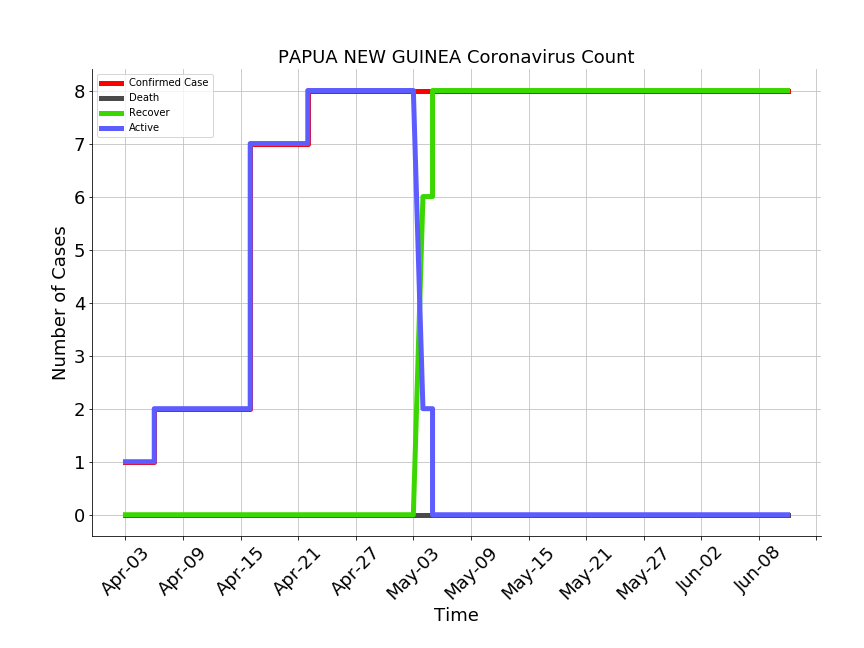 PAPUA NEW GUINEA Coronavirus Count
Confirmed Case
Death
Recover
Active
8
7
6
5
4
3
2
1
0
Number of Cases
Apr-03
Apr-09
Apr-15
Apr-21
Apr-27
May-03
May-09
May-15
May-21
May-27
Jun-02
Jun-08
Time